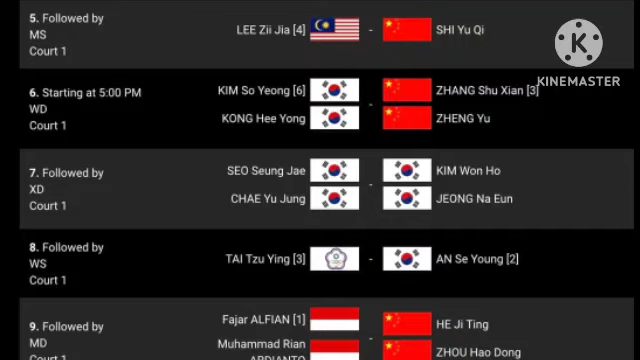 5. Followed by
MS
Court 1
LEE Zii Jia [4] - SHI Yu Qi
KINEMASTER
6. Starting at 5:00 PM
WD
Court 1
KIM So Yeong [6] - ZHANG Shu Xian [3]
KONG Hee Yong ZHENG Yu
7. Followed by
XD
Court 1
SEO Seung Jae - KIM Won Ho
CHAE Yu Jung JEONG Na Eun
8. Followed by
WS
Court 1
TAI Tzu Ying [3] - AN Se Young [2]
9. Followed by
MD
Court 1
Fajar ALFIAN [1] - HE Ji Ting
Muhammad Rian ZHOU Hao Dong
ARDIANTO